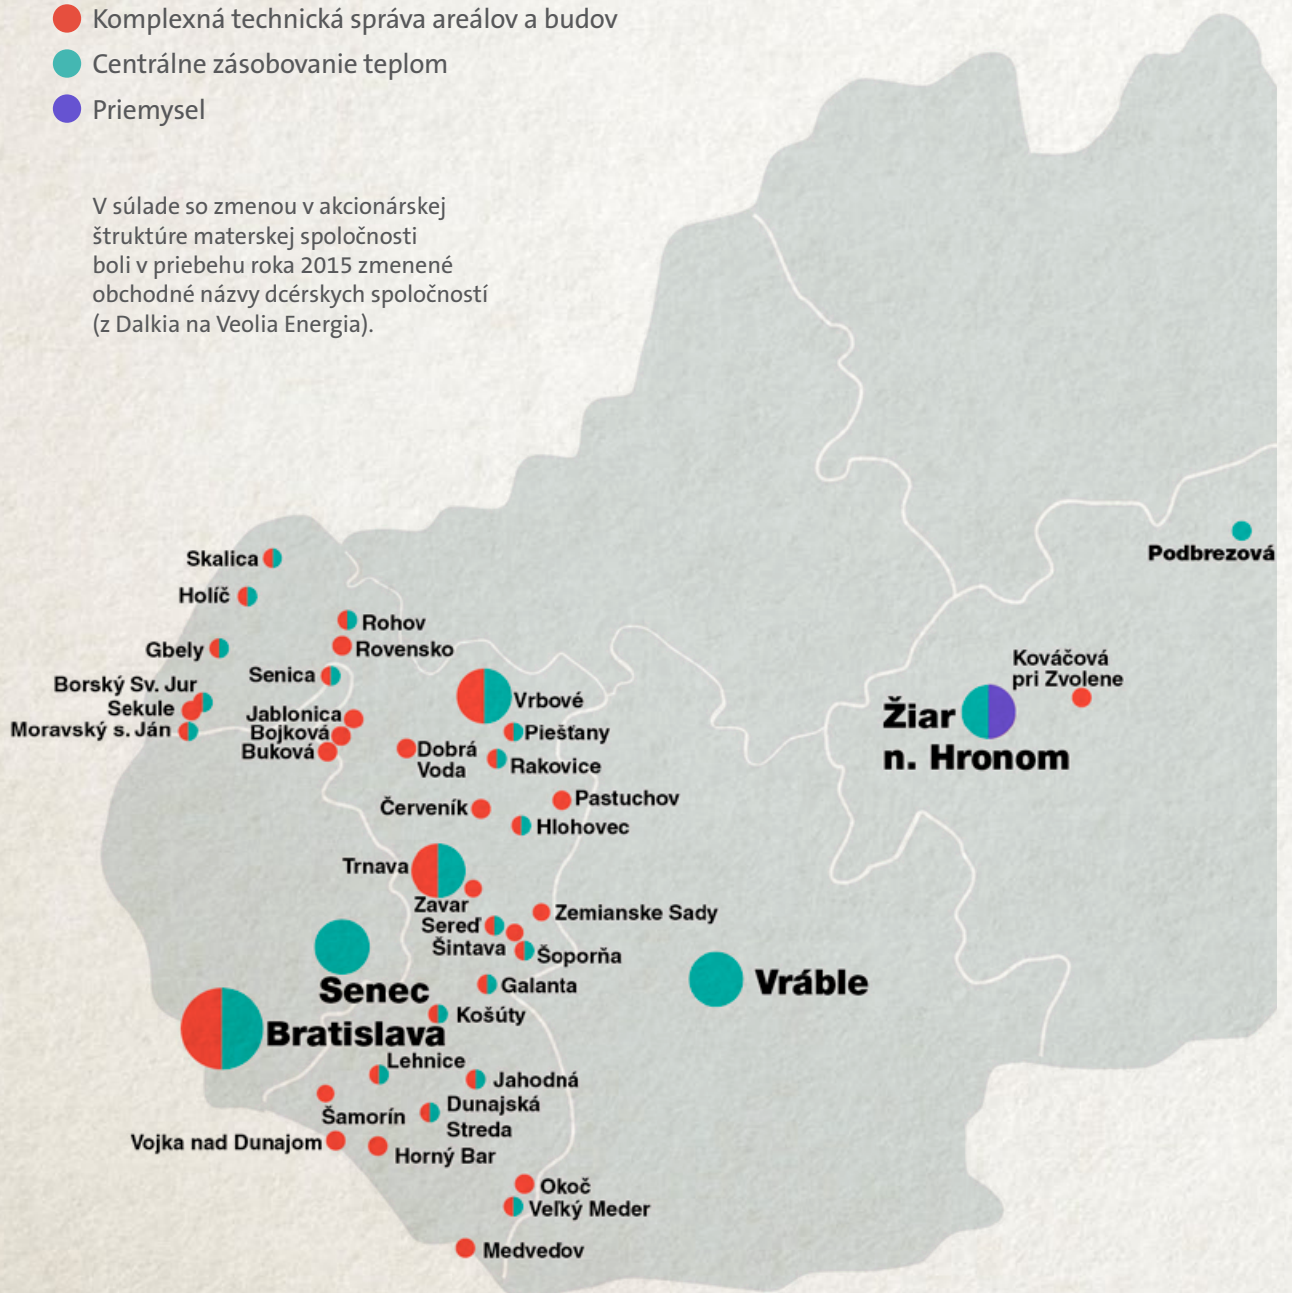 Komplexná technická správa areálov a budov
Centrálne zásobovanie teplom
Priemysel
V súlade so zmenou v akcionárskej
štruktúre materskej spoločnosti
boli v priebehu roka 2015 zmenené
obchodné názvy dcérskych spoločností
(z Dalkia na Veolia Energia).
Skalica
Holíč
Gbely
Borský Sv. Jur
Sekule
Moravský s. Ján
Rohov
Rovensko
Senica
Jablonica
Bojková
Buková
Vrbové
Piešťany
Rakovice
Dobrá
Voda
Pastuchov
Červeník
Hlohovec
Trnava
Zavar
Zemianske Sady
Sereď
Šintava
Šoporňa
Galanta
Senec
Košúty
Bratislava
Lehnice
Jahodná
Šamorín
Dunajská
Streda
Vojka nad Dunajom
Horný Bar
Okoč
Veľký Meder
Medveďov
Vráble
Žiar
n. Hronom
Kováčová
pri Zvolene
Podbrezová